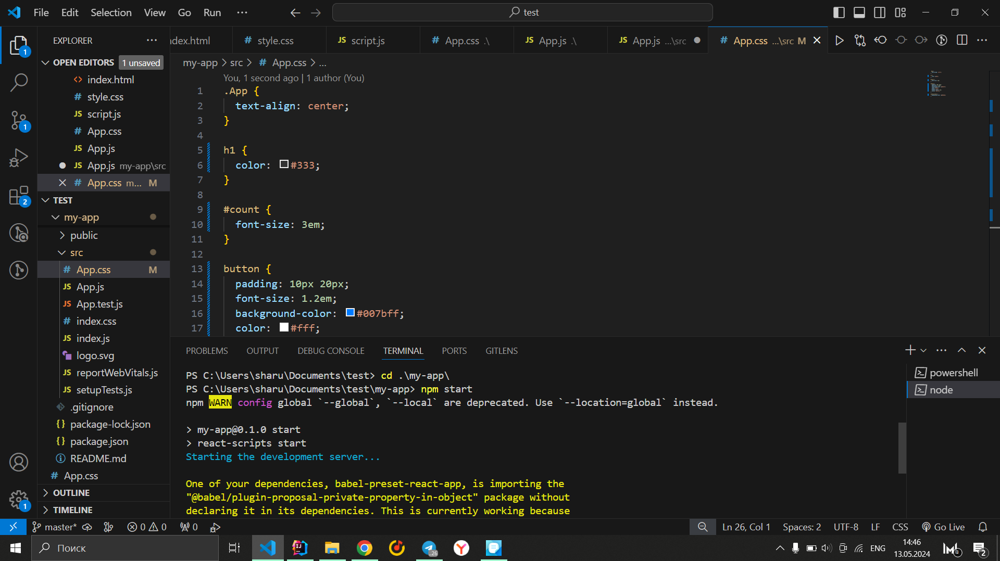 File Edit Selection View Go Run ···
test
EXPLORER
OPEN EDITORS 1 unsaved
index.html
style.css
script.js
App.css
App.js
App.js my-app\src
App.css m... M
TEST
my-app
public
src
App.css M
App.js
App.test.js
index.css
index.js
logo.svg
reportWebVitals.js
setupTests.js
.gitignore
package-lock.json
package.json
README.md
App.css
OUTLINE
TIMELINE
1
1
2
1
dex.html
# style.css
JS script.js
# App.css .\
JS App.js .\
JS App.js ...\src
# App.css ...\src M
my-app > src > # App.css > ...
You, 1 second ago | 1 author (You)
1 .App {
2 text-align: center;
3 }
4
5 h1 {
6 color: #333;
7 }
8
9 #count {
10 font-size: 3em;
11 }
12
13 button {
14 padding: 10px 20px;
15 font-size: 1.2em;
16 background-color: #007bff;
17 color: #fff;
PROBLEMS OUTPUT DEBUG CONSOLE TERMINAL PORTS GITLENS
PS C:\Users\sharu\Documents\test> cd .\my-app\
PS C:\Users\sharu\Documents\test\my-app> npm start
npm WARN config global `--global`, `--local` are deprecated. Use `--location=global` instead.
> my-app@0.1.0 start
> react-scripts start
Starting the development server...
One of your dependencies, babel-preset-react-app, is importing the
"@babel/plugin-proposal-private-property-in-object" package without
declaring it in its dependencies. This is currently working because
powershell
node
master* 0 0 0 Ln 26, Col 1 Spaces: 2 UTF-8 LF CSS Go Live
Поиск
26
ENG
14:46
13.05.2024
3
2